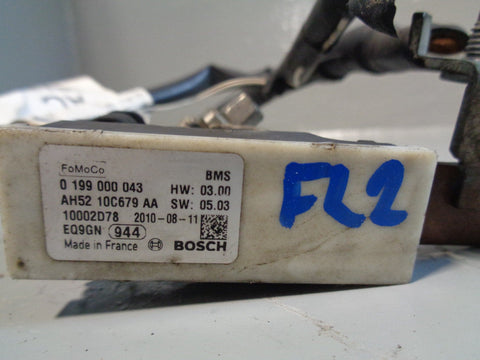 FoMoCo
BMS
0 199 000 043 HW: 03.00
AH52 10C679 AA SW: 05.03
10002D78 2010-08-11
EQ9GN 944
Made in France BOSCH
FL2